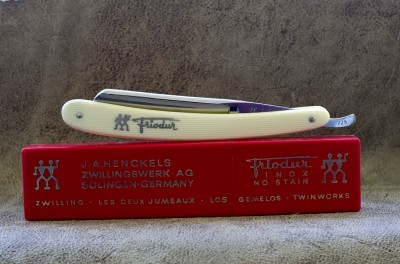 friodur
J.A.HENCKELS
ZWILLINGSWERK AG
SOLINGEN-GERMANY
friodur
INOX
NO STAIN
ZWILLING · LES DEUX JUMEAUX · LOS GEMELOS · TWINWORKS